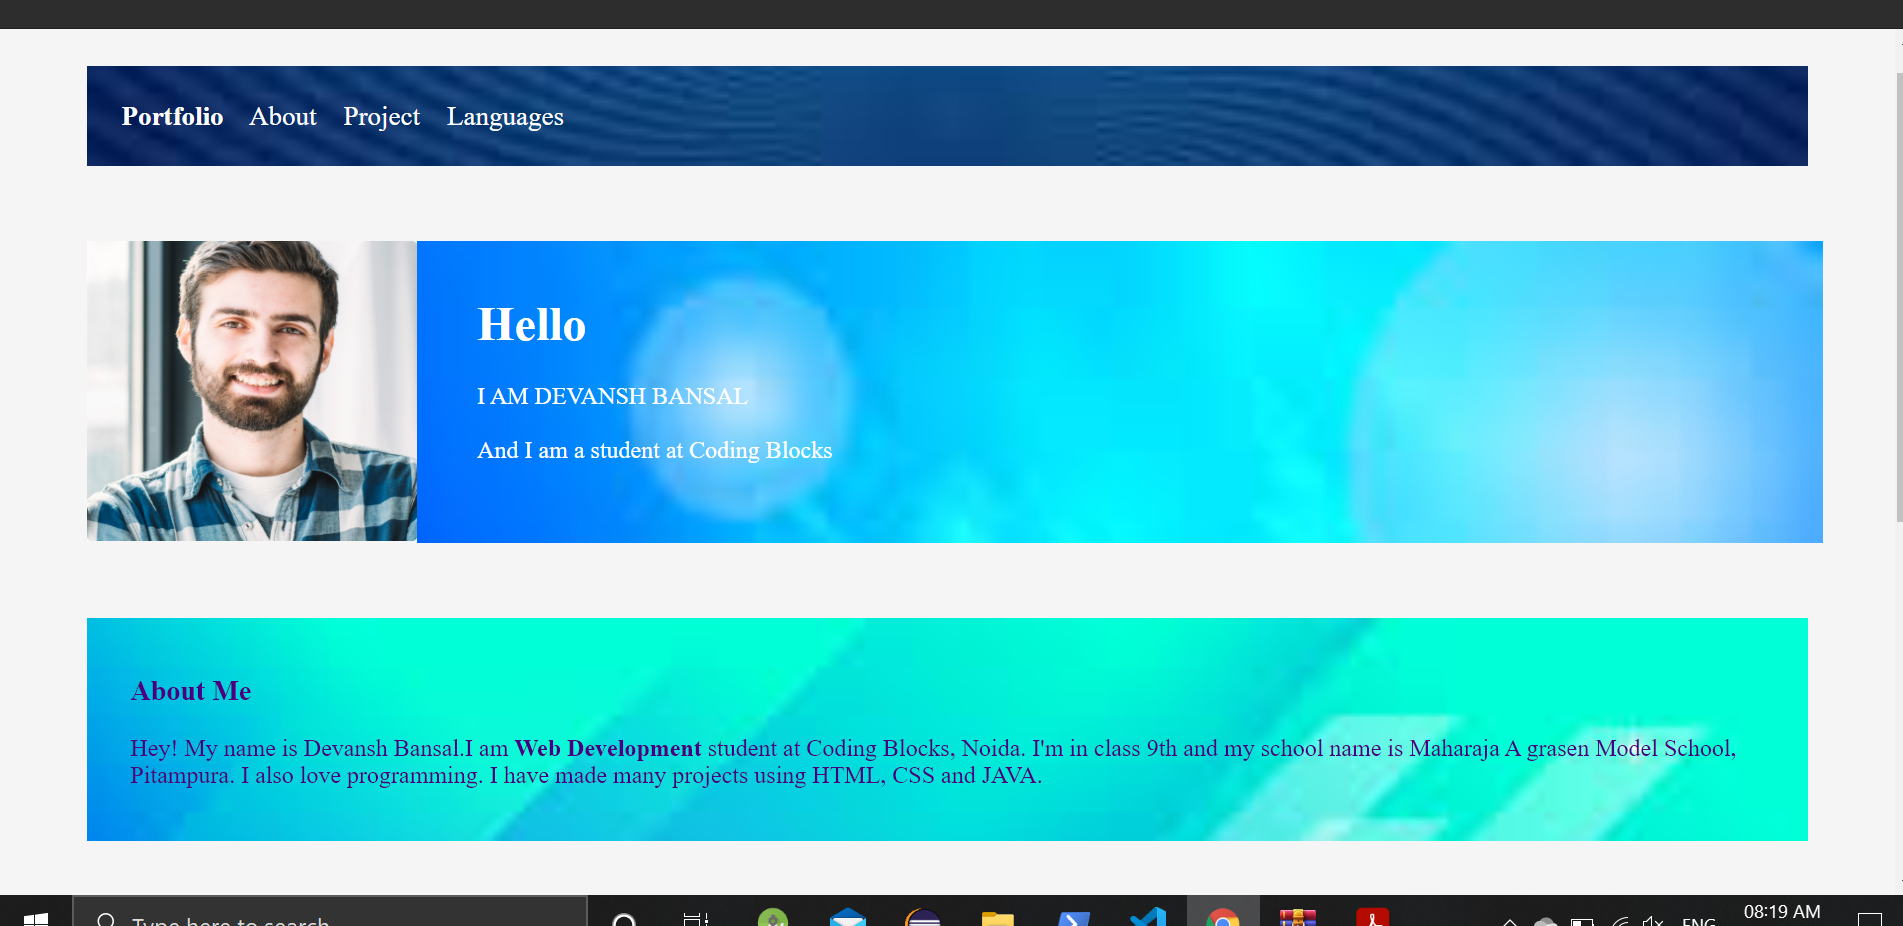 Portfolio About Project Languages
Hello
I AM DEVANSH BANSAL
And I am a student at Coding Blocks
About Me
Hey! My name is Devansh Bansal.I am Web Development student at Coding Blocks, Noida. I'm in class 9th and my school name is Maharaja A grasen Model School,
Pitampura. I also love programming. I have made many projects using HTML, CSS and JAVA.
Type here to search
ENG
08:19 AM